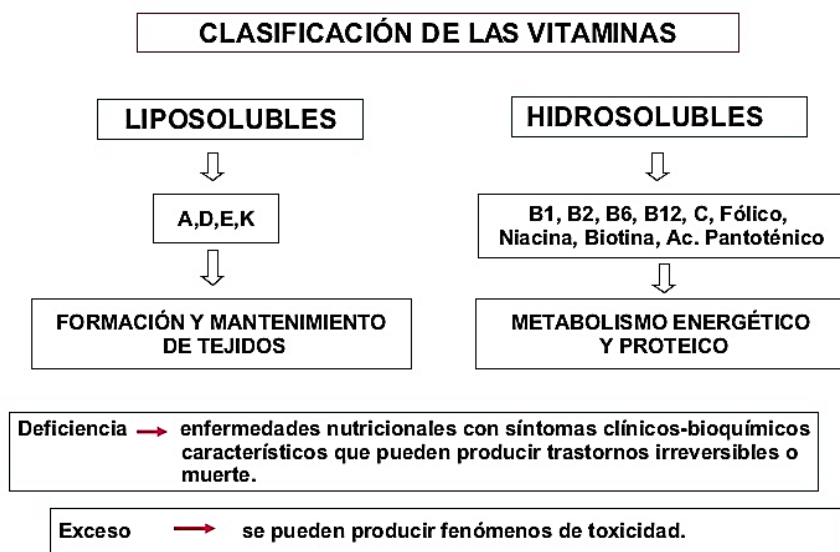 CLASIFICACIÓN DE LAS VITAMINAS
LIPOSOLUBLES
A,D,E,K
FORMACIÓN Y MANTENIMIENTO
DE TEJIDOS
HIDROSOLUBLES
B1, B2, B6, B12, C, Fólico,
Niacina, Biotina, Ac. Pantoténico
METABOLISMO ENERGÉTICO
Y PROTEICO
Deficiencia → enfermedades nutricionales con síntomas clínicos-bioquímicos
característicos que pueden producir trastornos irreversibles o
muerte.
Exceso → se pueden producir fenómenos de toxicidad.